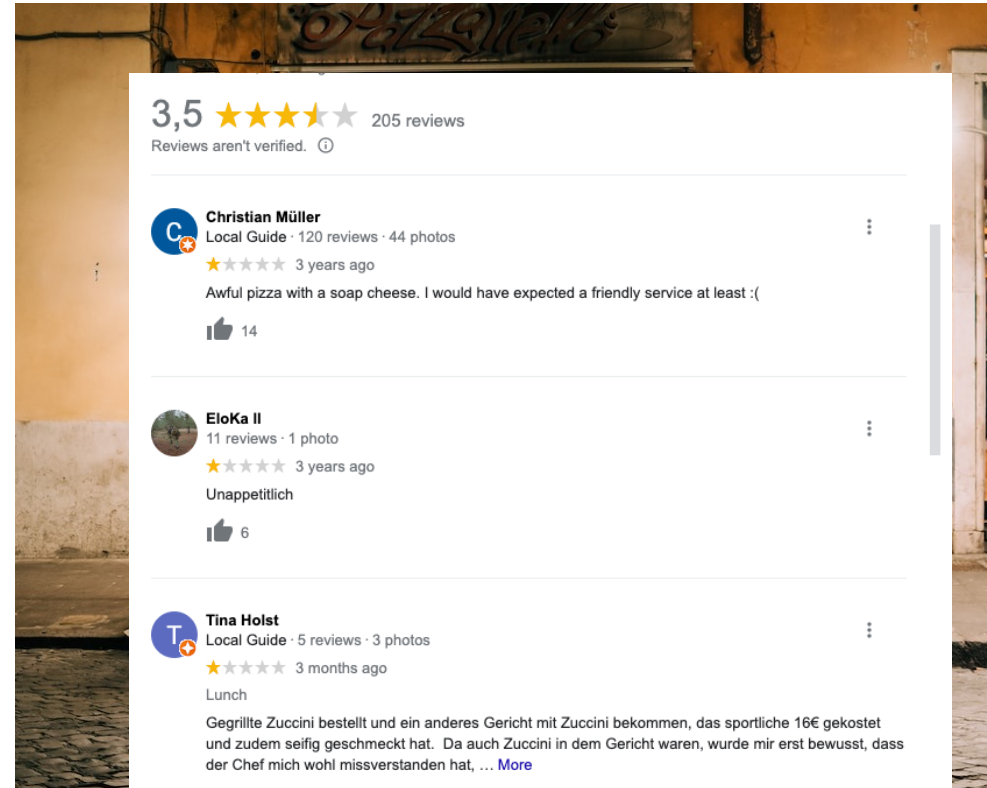 3,5 205 reviews
Reviews aren't verified.
C
Christian Müller
Local Guide · 120 reviews · 44 photos
3 years ago
Awful pizza with a soap cheese. I would have expected a friendly service at least :(
14
EloKa II
11 reviews · 1 photo
3 years ago
Unappetitlich
6
T
Tina Holst
Local Guide · 5 reviews · 3 photos
3 months ago
Lunch
Gegrillte Zuccini bestellt und ein anderes Gericht mit Zuccini bekommen, das sportliche 16€ gekostet
und zudem seifig geschmeckt hat. Da auch Zuccini in dem Gericht waren, wurde mir erst bewusst, dass
der Chef mich wohl missverstanden hat, … More